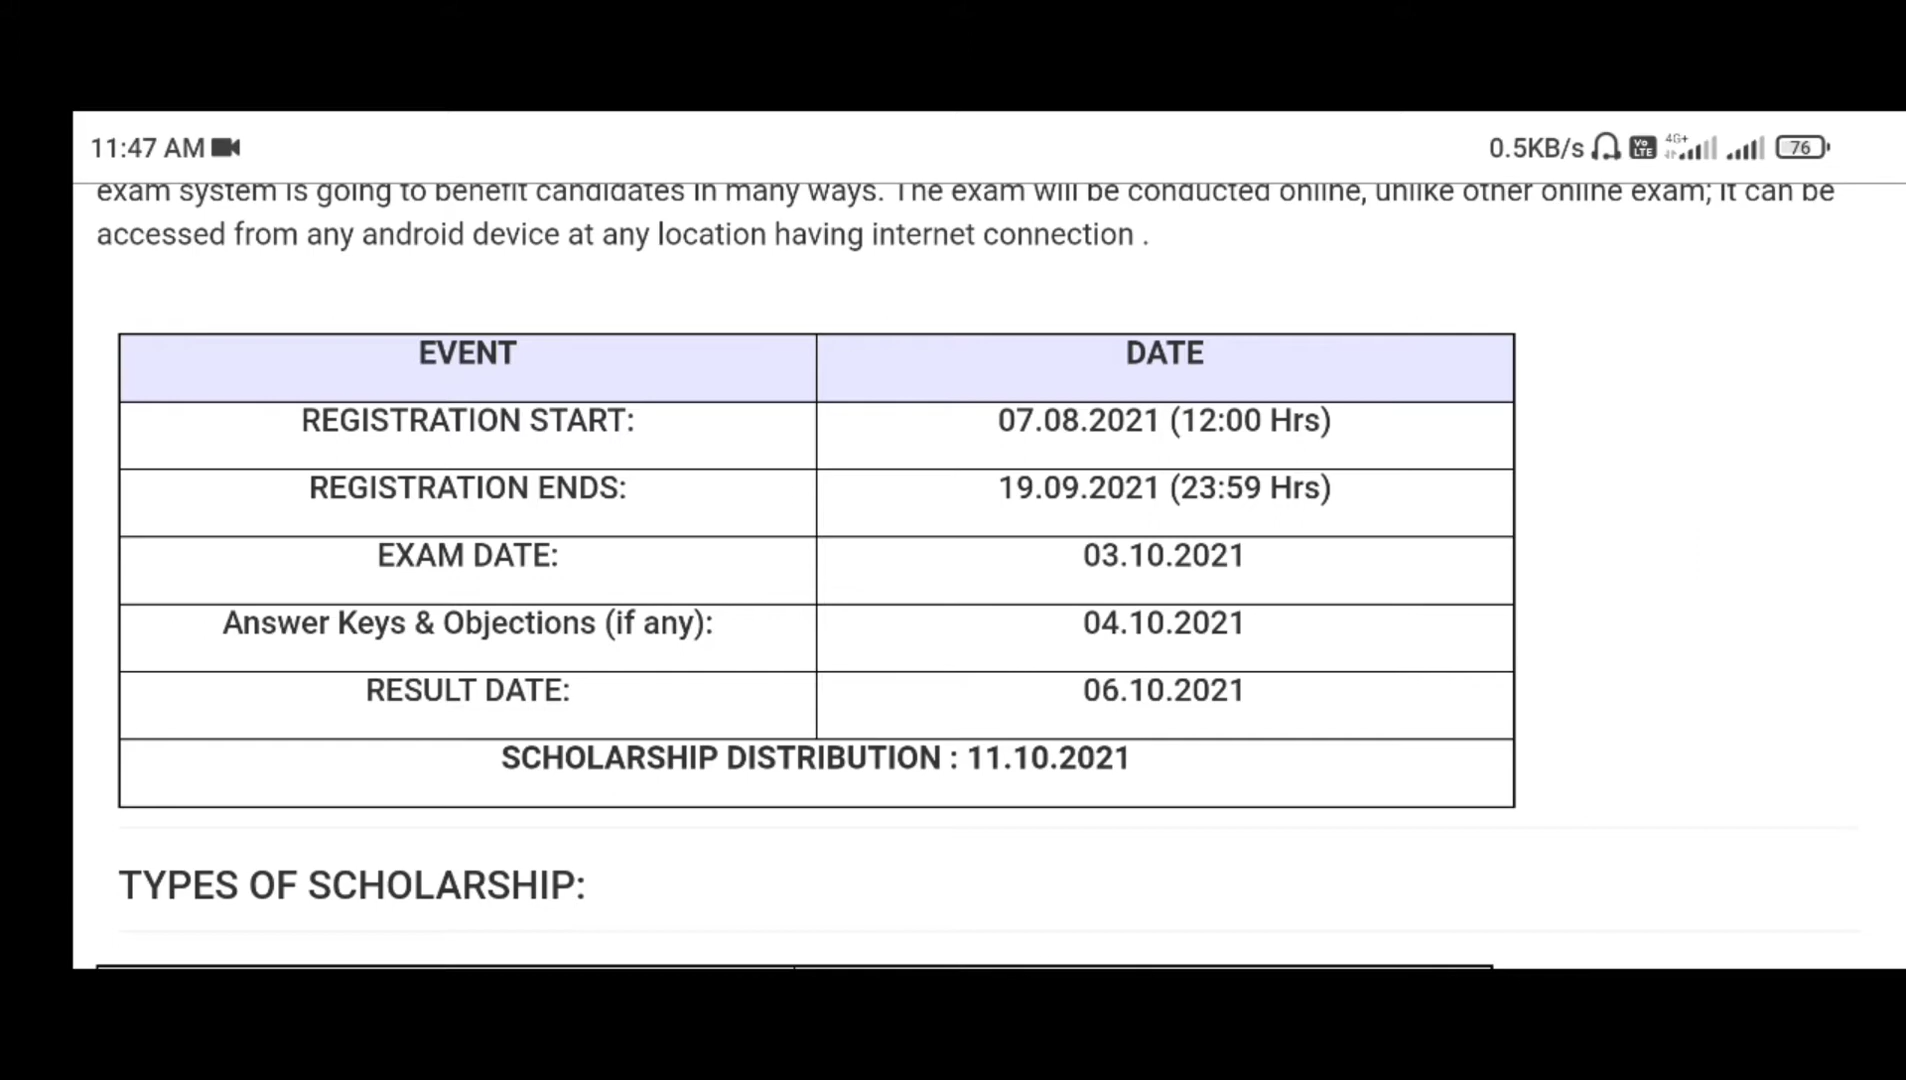 11:47 AM
0.5KB/s Vo LTE 4G+ 76
exam system is going to benefit candidates in many ways. The exam will be conducted online, unlike other online exam; it can be
accessed from any android device at any location having internet connection .
EVENT DATE
REGISTRATION START: 07.08.2021 (12:00 Hrs)
REGISTRATION ENDS: 19.09.2021 (23:59 Hrs)
EXAM DATE: 03.10.2021
Answer Keys & Objections (if any): 04.10.2021
RESULT DATE: 06.10.2021
SCHOLARSHIP DISTRIBUTION : 11.10.2021
TYPES OF SCHOLARSHIP: